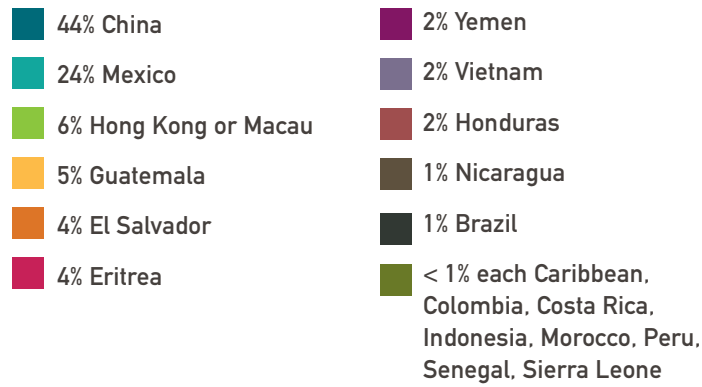 44% China
24% Mexico
6% Hong Kong or Macau
5% Guatemala
4% El Salvador
4% Eritrea
2% Yemen
2% Vietnam
2% Honduras
1% Nicaragua
1% Brazil
< 1% each Caribbean,
Colombia, Costa Rica,
Indonesia, Morocco, Peru,
Senegal, Sierra Leone